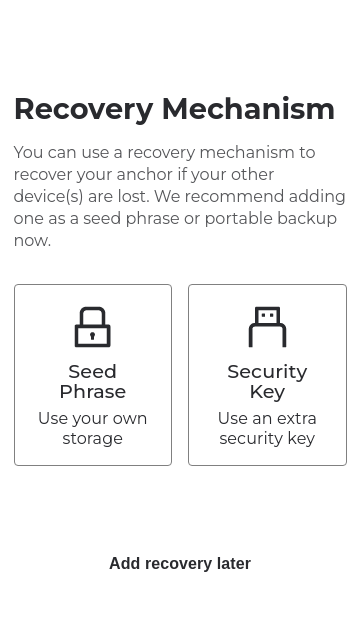 Recovery Mechanism
You can use a recovery mechanism to
recover your anchor if your other
device(s) are lost. We recommend adding
one as a seed phrase or portable backup
now.
Seed
Phrase
Use your own
storage
Security
Key
Use an extra
security key
Add recovery later